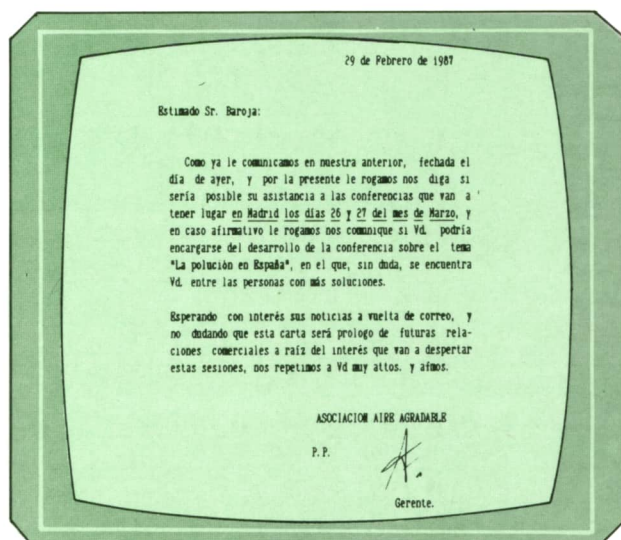 29 de Febrero de 1987
Estimado Sr. Baroja:
Como ya le comunicamos en nuestra anterior, fechada el
día de ayer, y por la presente le rogamos nos diga si
sería posible su asistancia a las conferencias que van a
tener lugar en Madrid los días 26 y 27 del mes de Marzo, y
en caso afirmativo le rogamos nos comunique si Vd. podría
encargarse del desarrollo de la conferencia sobre el tema
"La polución en España", en el que, sin duda, se encuentra
Vd. entre las personas con más soluciones.
Esperando con interés sus noticias a vuelta de correo, y
no dudando que esta carta será prologo de futuras rela-
ciones comerciales a raíz del interés que van a despertar
estas sesiones, nos repetimos a Vd muy attos. y afmos.
ASOCIACION AIRE AGRADABLE
P.P.
Gerente.